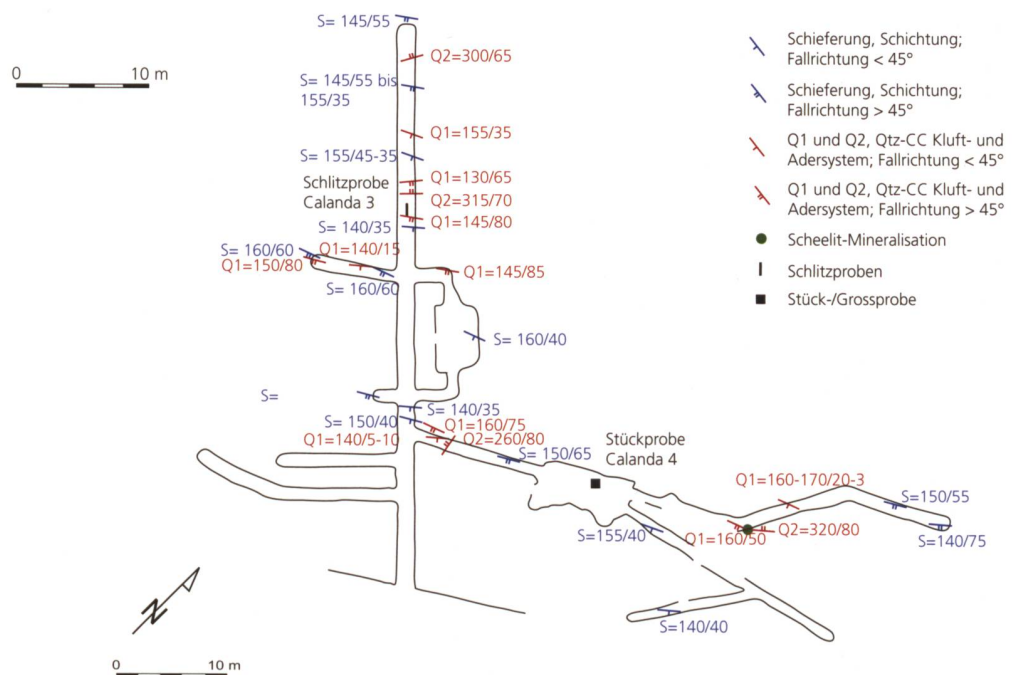 0 10 m
S= 145/55
Q2=300/65
S= 145/55 bis
155/35
Q1=155/35
S= 155/45-35
Schlitzprobe
Calanda 3
Q1=130/65
Q2=315/70
Q1=145/80
S= 140/35
S= 160/60
Q1=140/15
Q1=150/80
S= 160/60
Q1=145/85
S= 160/40
S=
S= 140/35
S= 150/40
Q1=160/75
Q1=140/5-10
Q2=260/80
S= 150/65
Stückprobe
Calanda 4
Q1=160-170/20-3
S=150/55
S=155/40
Q1=160/50
Q2=320/80
S=140/75
S=140/40
N
0 10 m
Schieferung, Schichtung;
Fallrichtung < 45°
Schieferung, Schichtung;
Fallrichtung > 45°
Q1 und Q2, Qtz-CC Kluft- und
Adersystem; Fallrichtung < 45°
Q1 und Q2, Qtz-CC Kluft- und
Adersystem; Fallrichtung > 45°
Scheelit-Mineralisation
Schlitzproben
Stück-/Grossprobe